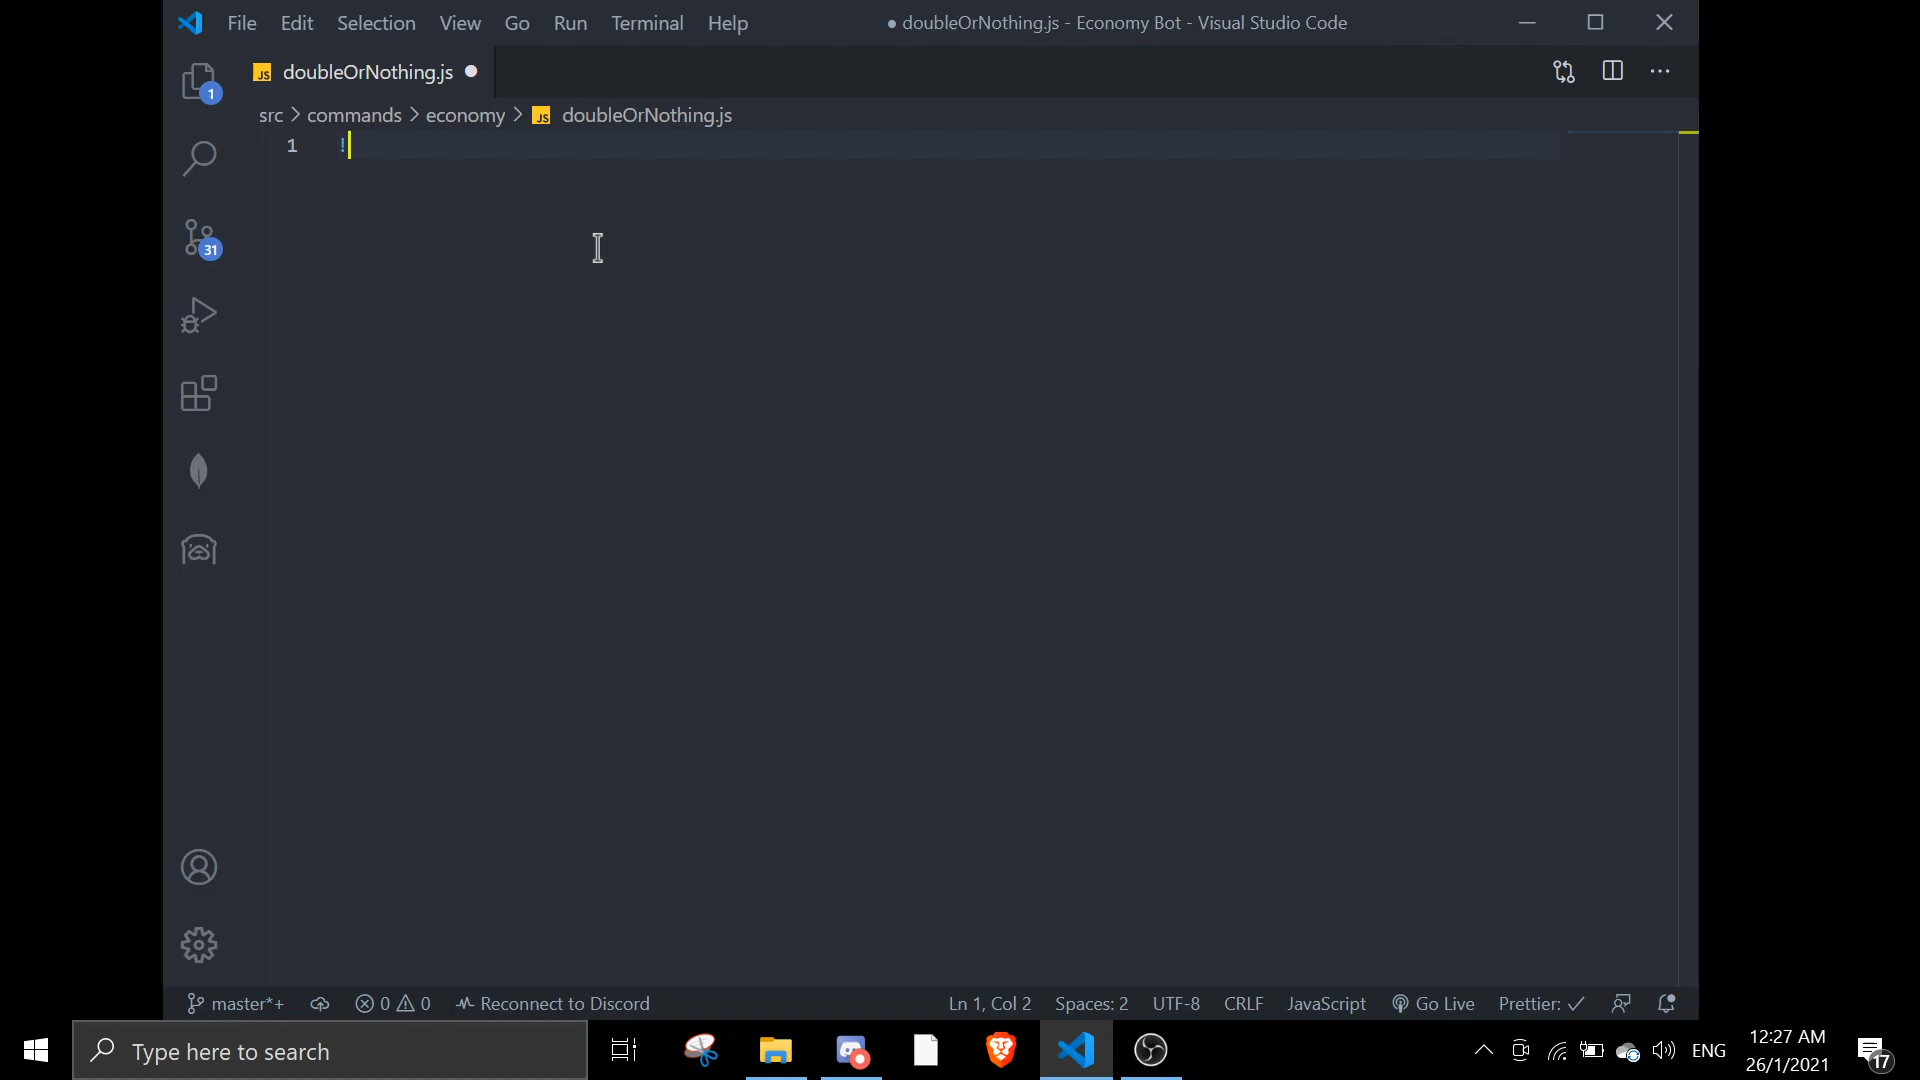 File Edit Selection View Go Run Terminal Help ● doubleOrNothing.js - Economy Bot - Visual Studio Code
JS doubleOrNothing.js ●
src > commands > economy > JS doubleOrNothing.js
1 !
1
31
master*+ 0 0 Reconnect to Discord Ln 1, Col 2 Spaces: 2 UTF-8 CRLF JavaScript Go Live Prettier: ✓
Type here to search
ENG
12:27 AM
26/1/2021
17